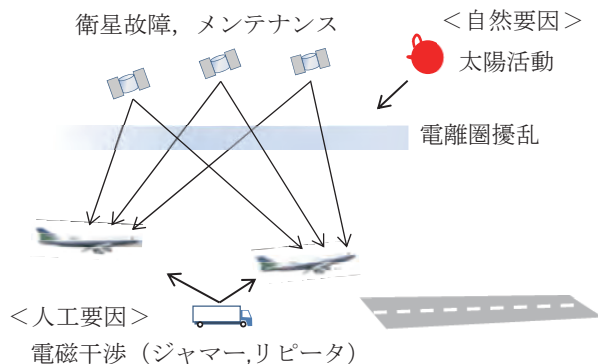 衛星故障，メンテナンス
＜自然要因＞
太陽活動
電離圏擾乱
＜人工要因＞
電磁干渉（ジャマー,リピータ）